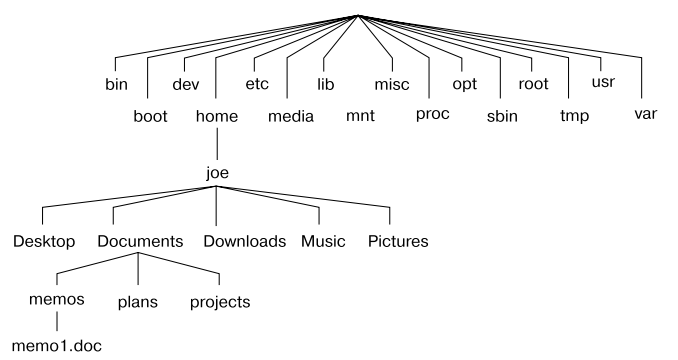 bin dev etc lib misc opt root usr
boot home media mnt proc sbin tmp var
joe
Desktop Documents Downloads Music Pictures
memos plans projects
memo1.doc